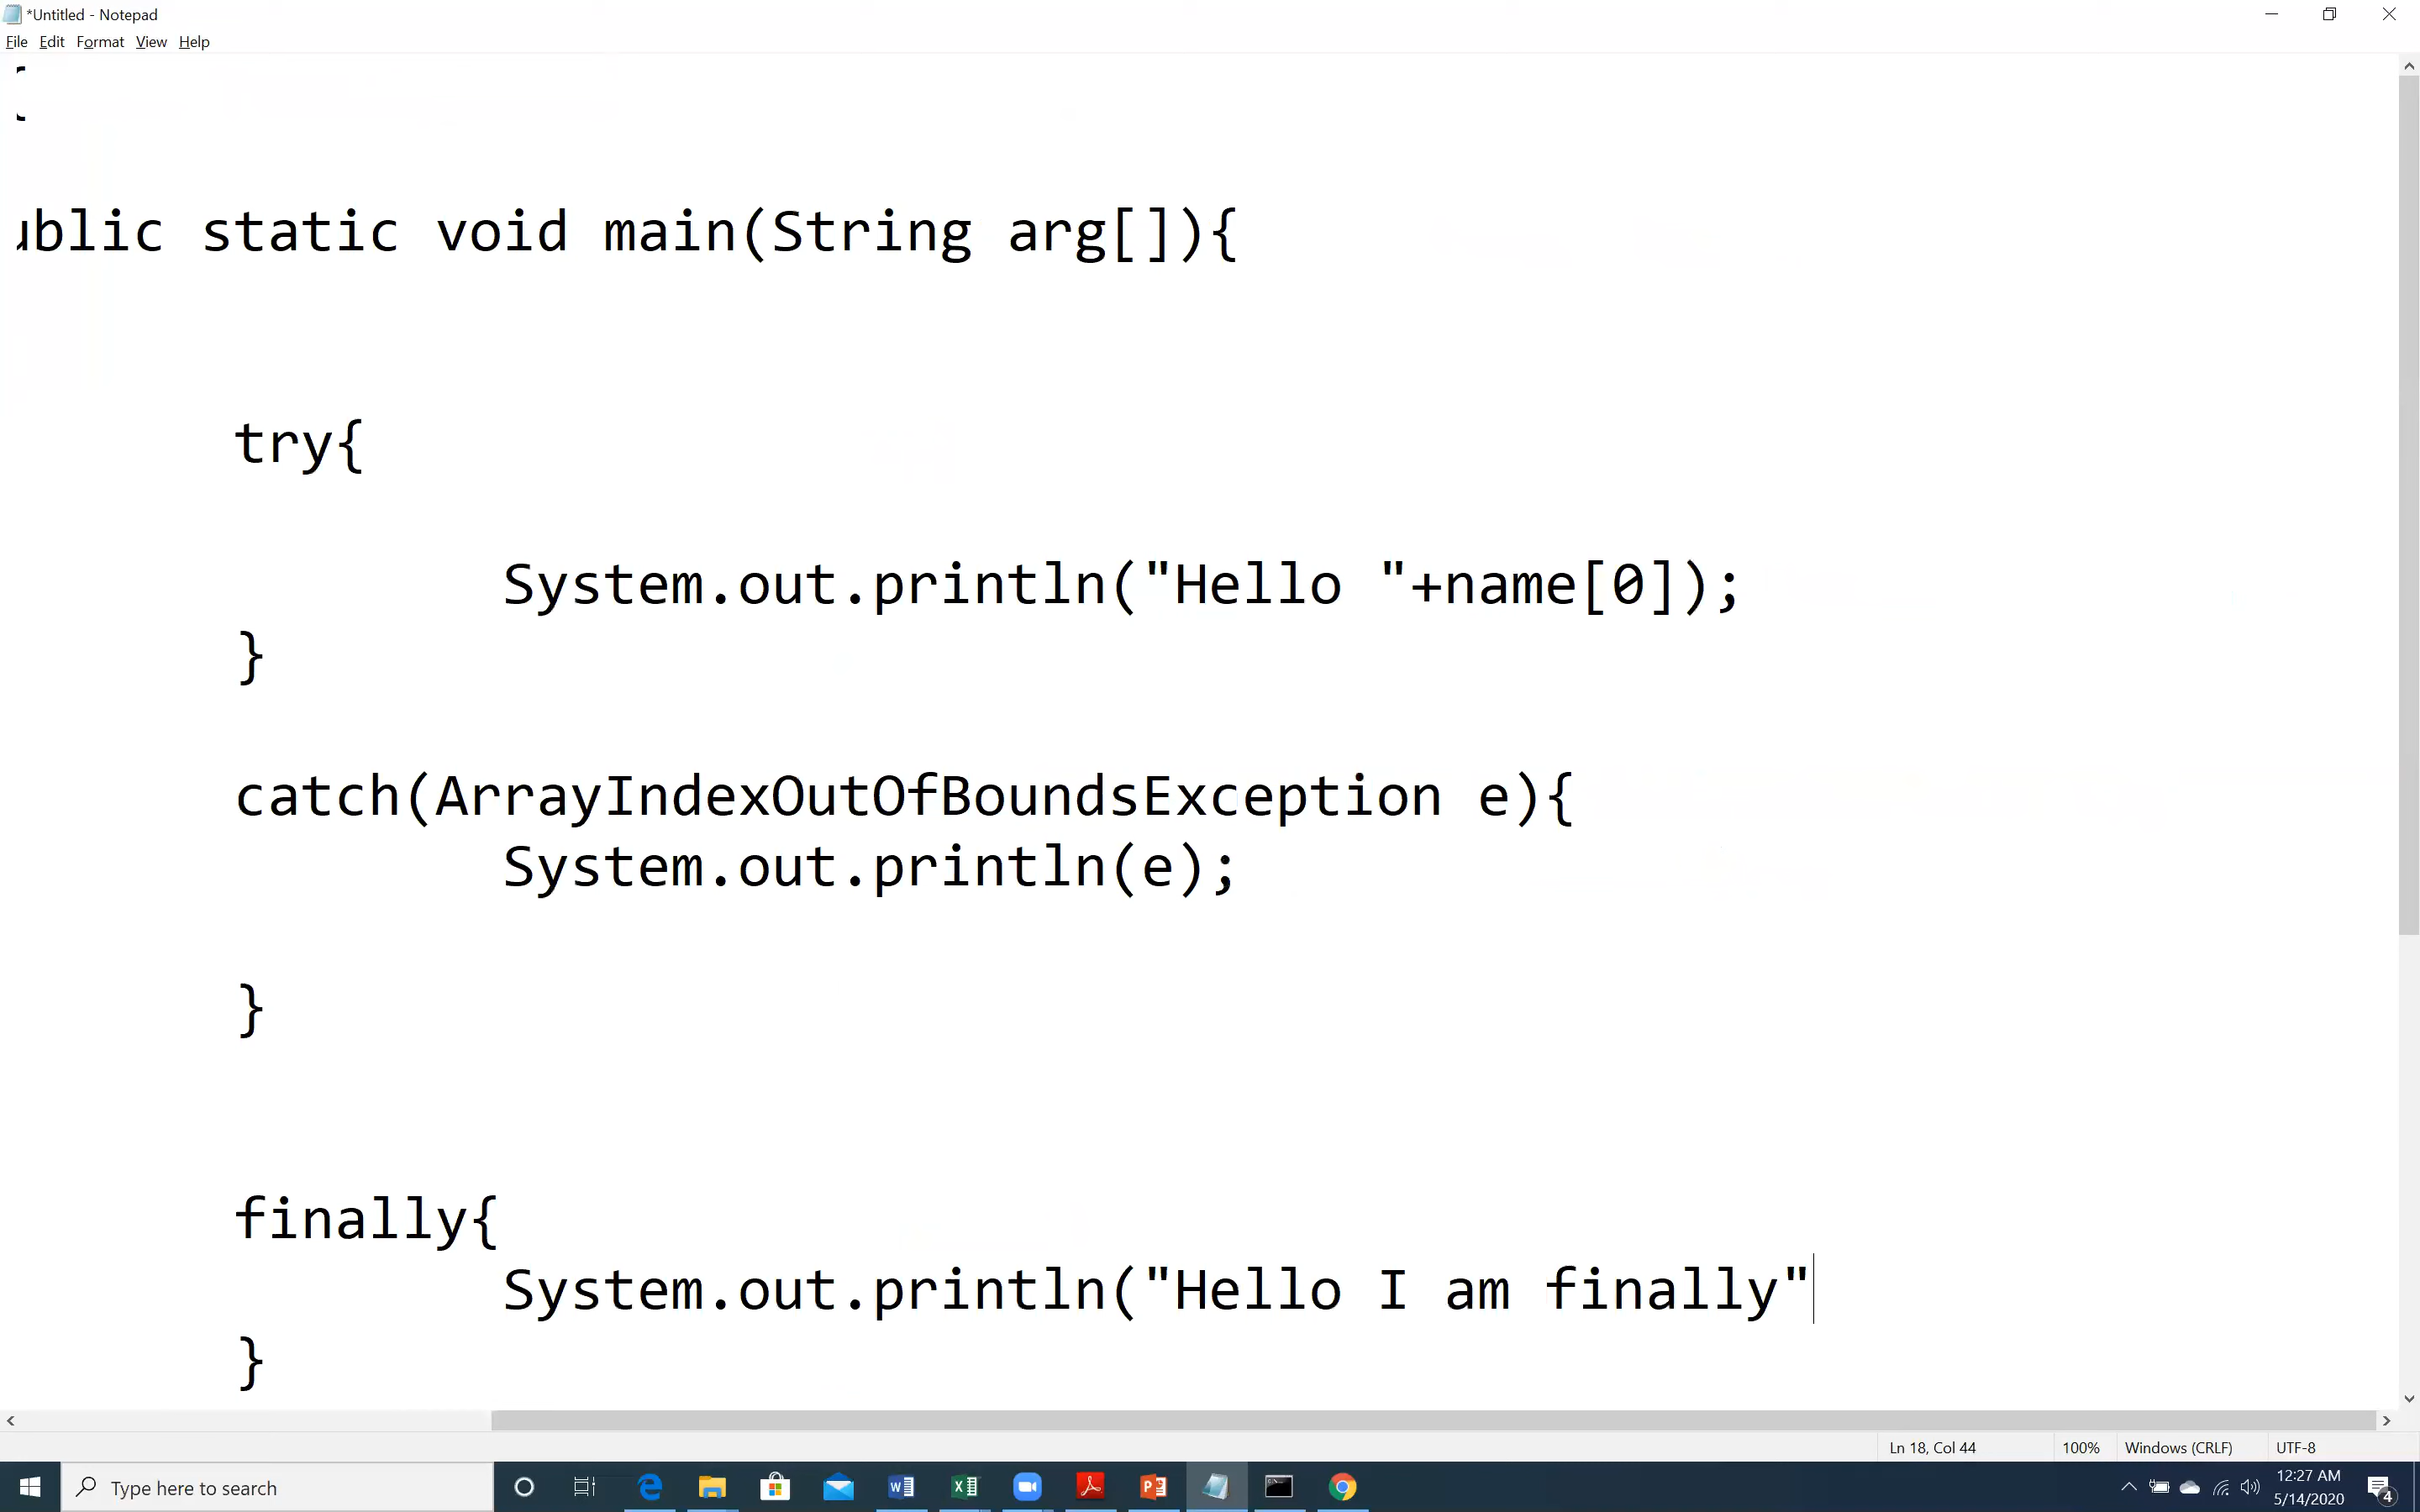 *Untitled - Notepad
File Edit Format View Help
{
ublic static void main(String arg[]){
try{
System.out.println("Hello "+name[0]);
}
catch(ArrayIndexOutOfBoundsException e){
System.out.println(e);
}
finally{
System.out.println("Hello I am finally"
}
Ln 18, Col 44 100% Windows (CRLF) UTF-8
Type here to search
12:27 AM
5/14/2020
4